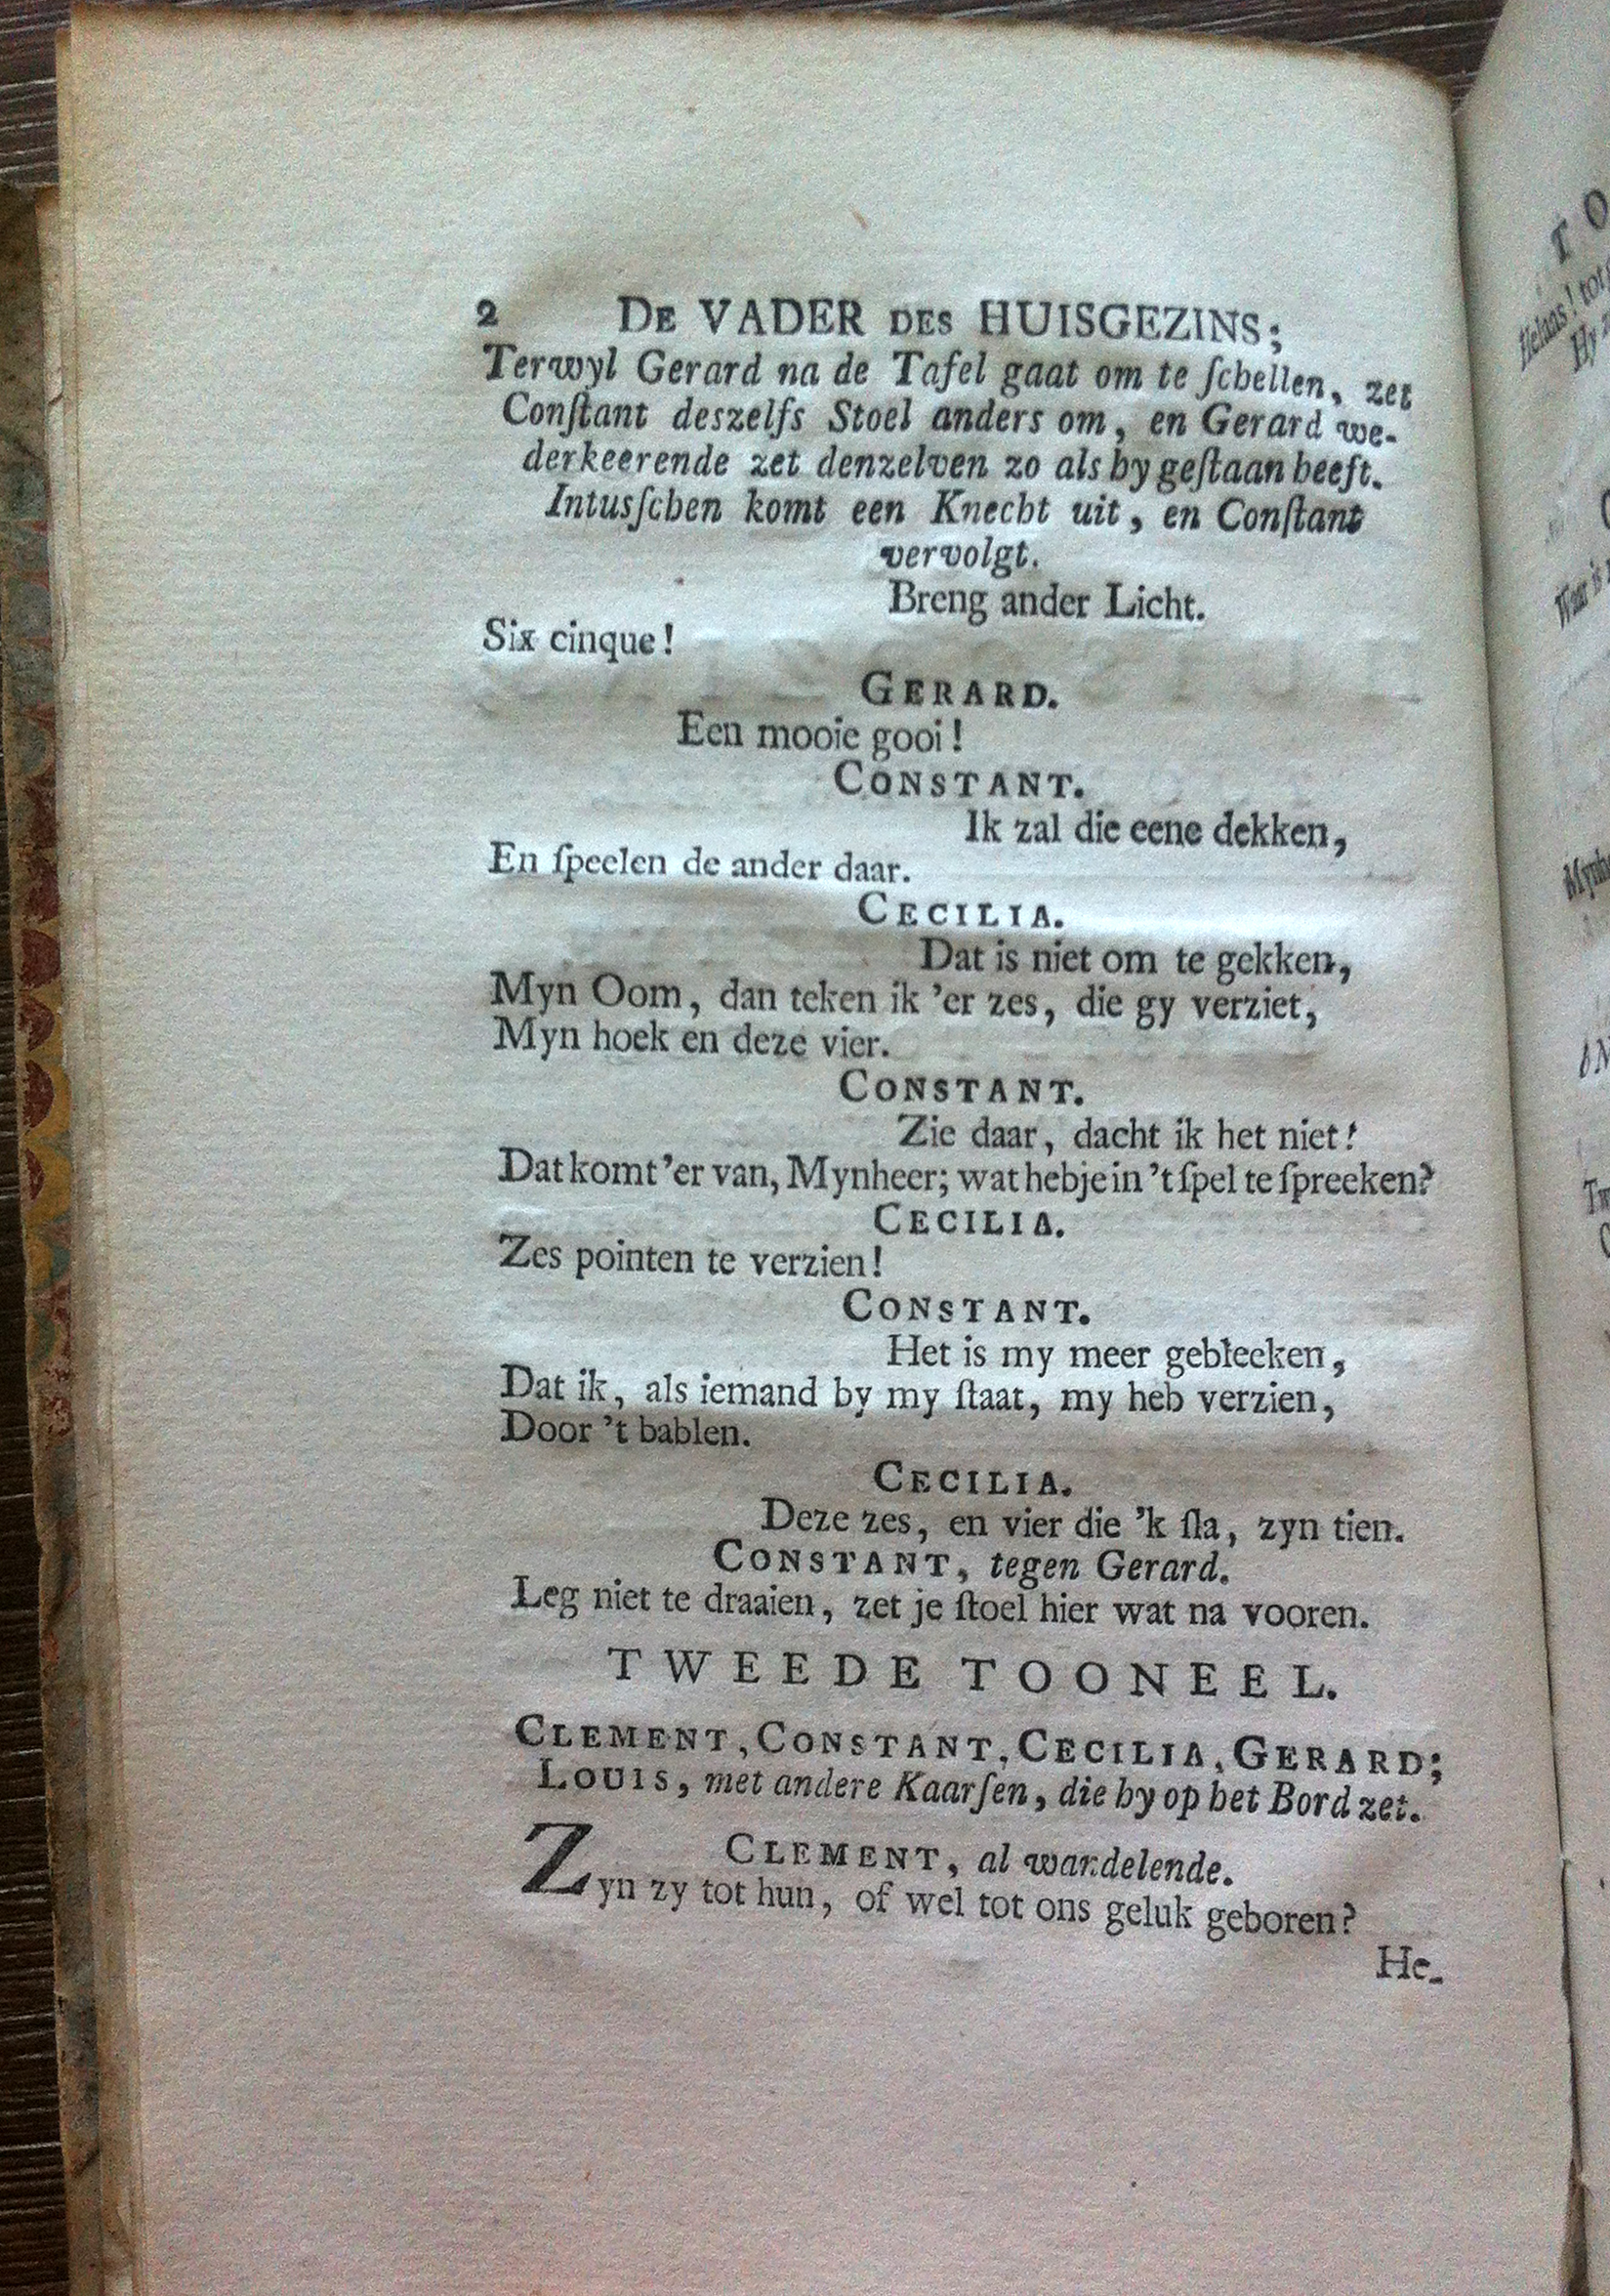 2 De VADER des HUISGEZINS;
Terwyl Gerard na de Tafel gaat om te ſchellen, zet
Conſtant deszelfs Stoel anders om, en Gerard we-
derkeerende zet denzelven zo als hy geſtaan heeft.
Intusſchen komt een Knecht uit, en Conſtant
vervolgt.
Breng ander Licht.
Six cinque!
GERARD.
Een mooie gooi!
CONSTANT.
Ik zal die eene dekken,
En ſpeelen de ander daar.
CECILIA.
Dat is niet om te gekken,
Myn Oom, dan teken ik 'er zes, die gy verziet,
Myn hoek en deze vier.
CONSTANT.
Zie daar, dacht ik het niet!
Dat komt 'er van, Mynheer; wat hebje in 't ſpel te ſpreeken?
CECILIA.
Zes pointen te verzien!
CONSTANT.
Het is my meer gebleeken,
Dat ik, als iemand by my ſtaat, my heb verzien,
Door 't bablen.
CECILIA.
Deze zes, en vier die 'k ſla, zyn tien.
CONSTANT, tegen Gerard.
Leg niet te draaien, zet je ſtoel hier wat na vooren.
TWEEDE TOONEEL.
CLEMENT, CONSTANT, CECILIA, GERARD;
LOUIS, met andere Kaarſen, die hy op het Bord zet.
CLEMENT, al wandelende.
Zyn zy tot hun, of wel tot ons geluk geboren?
He-
T O
Helaas! tot
Hy
Waar is